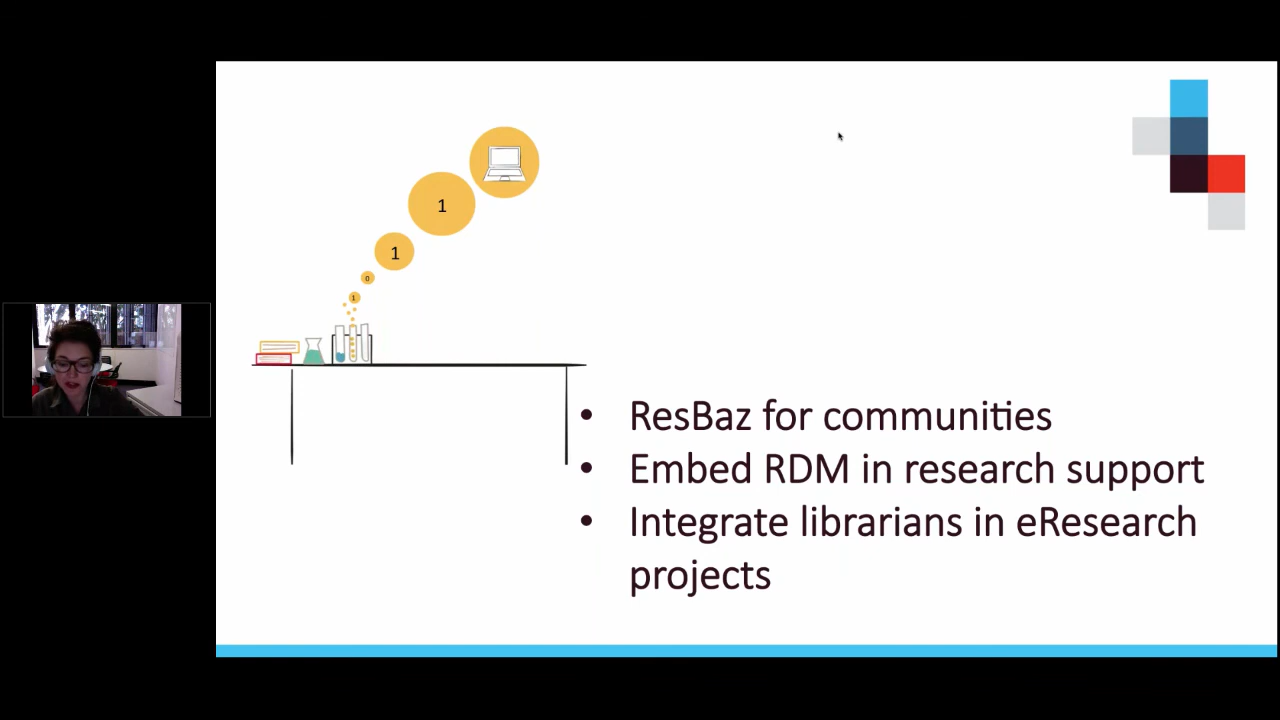 1
1
0
1
• ResBaz for communities
• Embed RDM in research support
• Integrate librarians in eResearch
projects